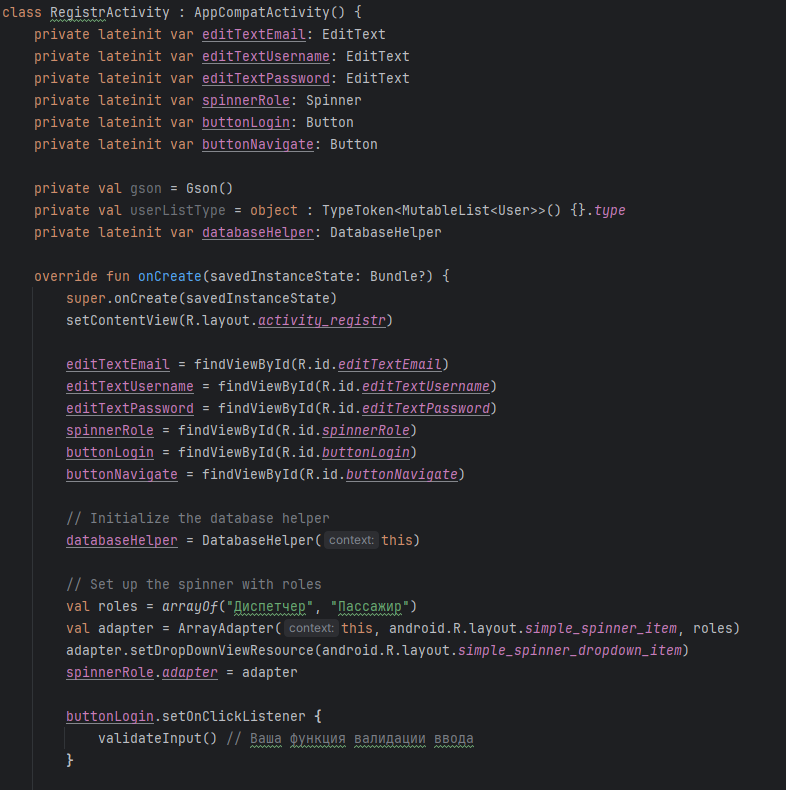 class RegistrActivity : AppCompatActivity() {
    private lateinit var editTextEmail: EditText
    private lateinit var editTextUsername: EditText
    private lateinit var editTextPassword: EditText
    private lateinit var spinnerRole: Spinner
    private lateinit var buttonLogin: Button
    private lateinit var buttonNavigate: Button

    private val gson = Gson()
    private val userListType = object : TypeToken<MutableList<User>>() {}.type
    private lateinit var databaseHelper: DatabaseHelper

    override fun onCreate(savedInstanceState: Bundle?) {
        super.onCreate(savedInstanceState)
        setContentView(R.layout.activity_registr)

        editTextEmail = findViewById(R.id.editTextEmail)
        editTextUsername = findViewById(R.id.editTextUsername)
        editTextPassword = findViewById(R.id.editTextPassword)
        spinnerRole = findViewById(R.id.spinnerRole)
        buttonLogin = findViewById(R.id.buttonLogin)
        buttonNavigate = findViewById(R.id.buttonNavigate)

        // Initialize the database helper
        databaseHelper = DatabaseHelper( context: this)

        // Set up the spinner with roles
        val roles = arrayOf("Диспетчер", "Пассажир")
        val adapter = ArrayAdapter( context: this, android.R.layout.simple_spinner_item, roles)
        adapter.setDropDownViewResource(android.R.layout.simple_spinner_dropdown_item)
        spinnerRole.adapter = adapter

        buttonLogin.setOnClickListener {
            validateInput() // Ваша функция валидации ввода
        }